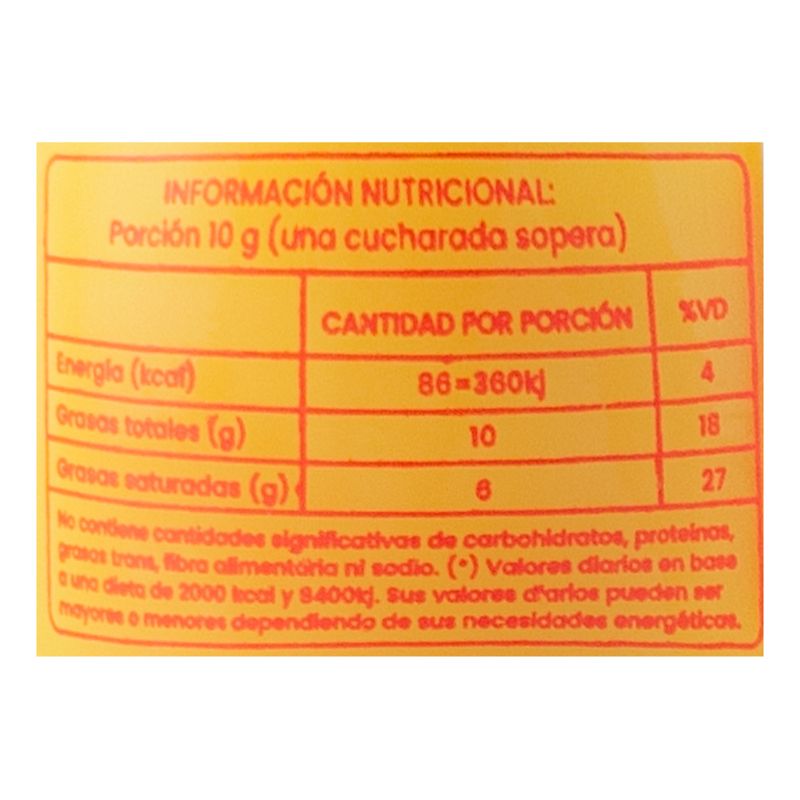 INFORMACIÓN NUTRICIONAL:
Porción 10 g (una cucharada sopera)
CANTIDAD POR PORCIÓN %VD
Energía (kcal) 86=360kj 4
Grasas totales (g) 10 18
Grasas saturadas (g) 6 27
No contiene cantidades significativas de carbohidratos, proteínas,
grasas trans, fibra alimentaria ni sodio. (*) Valores diarios en base
a una dieta de 2000 kcal y 8400kj. Sus valores diarios pueden ser
mayores o menores dependiendo de sus necesidades energéticas.